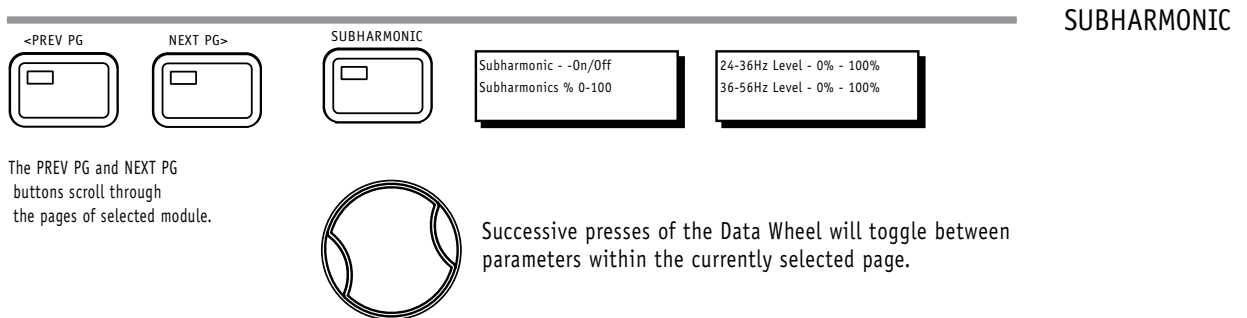 SUBHARMONIC
<PREV PG
NEXT PG>
SUBHARMONIC
Subharmonic - -On/Off
Subharmonics % 0-100
24-36Hz Level - 0% - 100%
36-56Hz Level - 0% - 100%
The PREV PG and NEXT PG
buttons scroll through
the pages of selected module.
Successive presses of the Data Wheel will toggle between
parameters within the currently selected page.